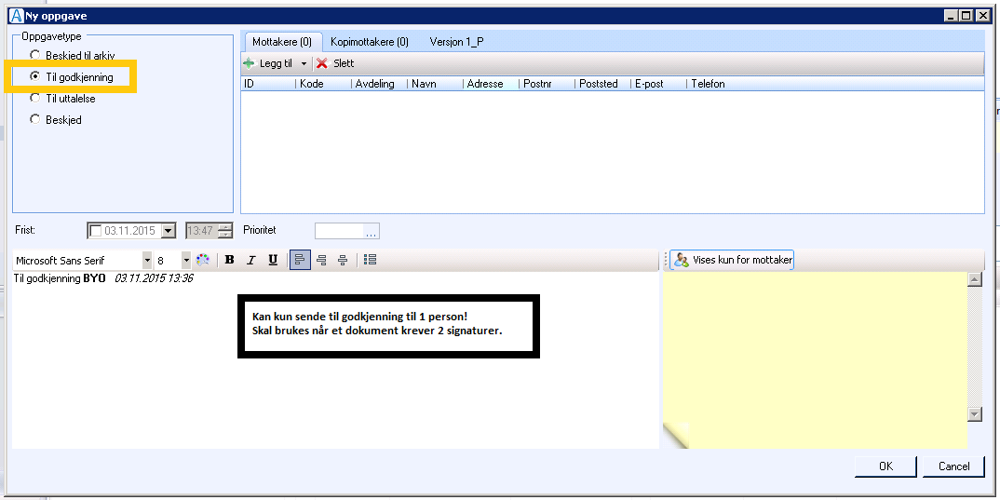 Ny oppgave
Oppgavetype
Beskjed til arkiv
Til godkjenning
Til uttalelse
Beskjed
Mottakere (0) Kopimottakere (0) Versjon 1_P
Legg til Slett
ID Kode Avdeling Navn Adresse Postnr Poststed E-post Telefon
Frist: 03.11.2015 13:47 Prioritet ...
Microsoft Sans Serif 8 B I U Vises kun for mottaker
Til godkjenning BYO 03.11.2015 13:36
Kan kun sende til godkjenning til 1 person!
Skal brukes når et dokument krever 2 signaturer.
OK Cancel